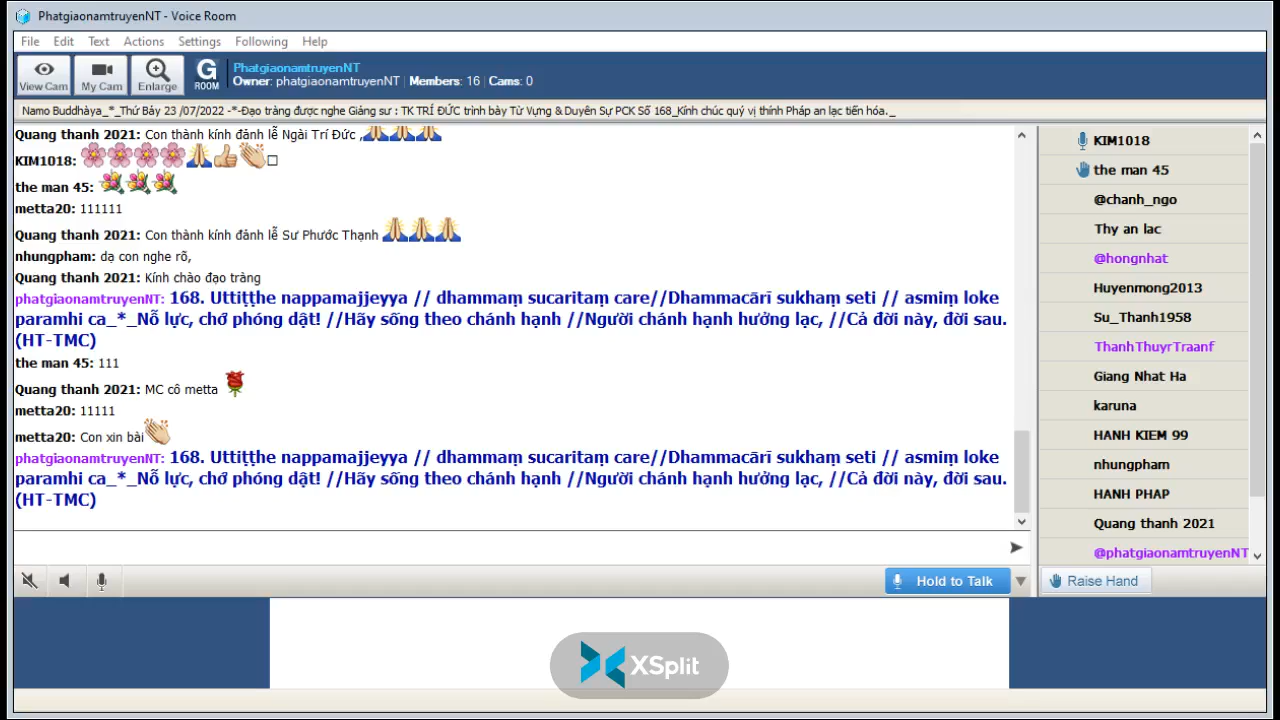 PhatgiaonamtruyenNT - Voice Room
File Edit Text Actions Settings Following Help
View Cam My Cam Enlarge G ROOM
PhatgiaonamtruyenNT
Owner: phatgiaonamtruyenNT | Members: 16 | Cams: 0
Namo Buddhàya_*_Thứ Bảy 23 /07/2022 -*-Đạo tràng được nghe Giảng sư : TK TRÍ ĐỨC trình bày Từ Vựng & Duyên Sự PCK Số 168_Kính chúc quý vị thính Pháp an lạc tiến hóa._
Quang thanh 2021: Con thành kính đảnh lễ Ngài Trí Đức ,🙏🙏🙏
KIM1018: 🌸🌸🌸🌸🙏👍👏□
the man 45: 💐💐💐
metta20: 111111
Quang thanh 2021: Con thành kính đảnh lễ Sư Phước Thạnh 🙏🙏🙏
nhungpham: dạ con nghe rõ,
Quang thanh 2021: Kính chào đạo tràng
phatgiaonamtruyenNT: 168. Uttiṭṭhe nappamajjeyya // dhammaṃ sucaritaṃ care//Dhammacārī sukhaṃ seti // asmiṃ loke
paramhi ca_*_Nỗ lực, chớ phóng dật! //Hãy sống theo chánh hạnh //Người chánh hạnh hưởng lạc, //Cả đời này, đời sau.
(HT-TMC)
the man 45: 111
Quang thanh 2021: MC cô metta 🌹
metta20: 11111
metta20: Con xin bài👏
phatgiaonamtruyenNT: 168. Uttiṭṭhe nappamajjeyya // dhammaṃ sucaritaṃ care//Dhammacārī sukhaṃ seti // asmiṃ loke
paramhi ca_*_Nỗ lực, chớ phóng dật! //Hãy sống theo chánh hạnh //Người chánh hạnh hưởng lạc, //Cả đời này, đời sau.
(HT-TMC)
KIM1018
the man 45
@chanh_ngo
Thy an lac
@hongnhat
Huyenmong2013
Su_Thanh1958
ThanhThuyrTraanf
Giang Nhat Ha
karuna
HANH KIEM 99
nhungpham
HANH PHAP
Quang thanh 2021
@phatgiaonamtruyenNT
Hold to Talk
Raise Hand
XSplit